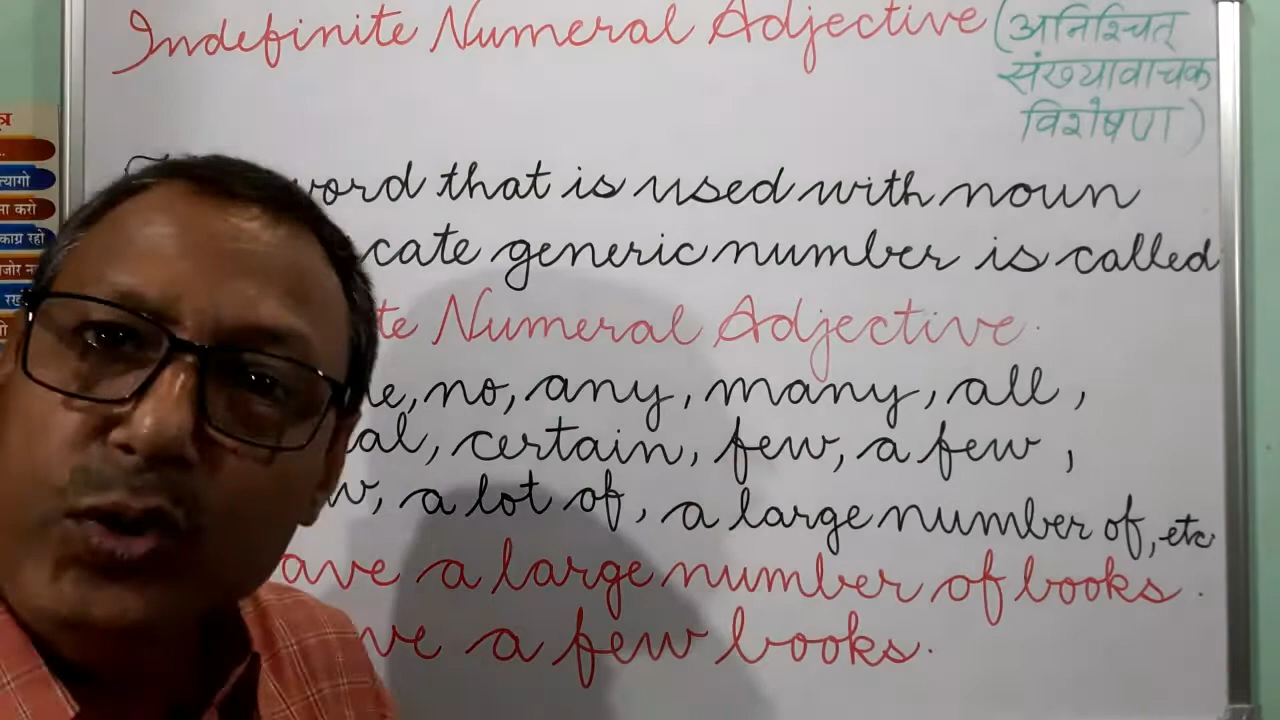 Indefinite Numeral Adjective (अनिश्चित्
संख्यावाचक
विशेषण)
word that is used with noun
cate generic number is called
te Numeral Adjective.
no, any, many, all,
al, certain, few, a few,
w, a lot of, a large number of, etc
ave a large number of books.
ve a few books.
त्र
त्यागो
ना करो
काग्र रहो